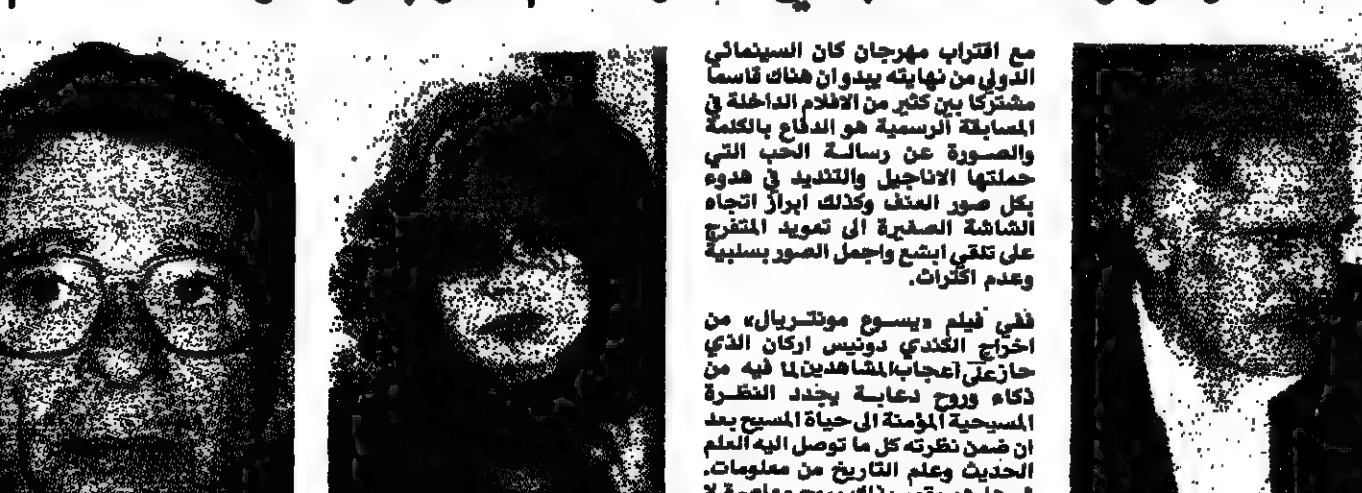 مع اقتراب مهرجان كان السينمائي
الدولي من نهايته يبدو ان هناك قاسما
مشتركا بين كثير من الافلام الداخلة في
المسابقة الرسمية هو الدفاع بالكلمة
والصورة عن رسالة الحب التي
حملتها الاناجيل والتنديد في هدوء
بكل صور العنف وكذلك ابراز اتجاه
الشاشة الصغيرة الى تعويد المتفرج
على تلقي ابشع واجمل الصور بسلبية
وعدم اكتراث.
ففي فيلم «يسوع مونتريال» من
اخراج الكندي دونيس اركان الذي
حاز على اعجاب المشاهدين لما فيه من
ذكاء وروح دعابة يجدد النظرة
المسيحية المؤمنة الى حياة المسيح بعد
ان ضمن نظرته كل ما توصل اليه العلم
الحديث وعلم التاريخ من معلومات.